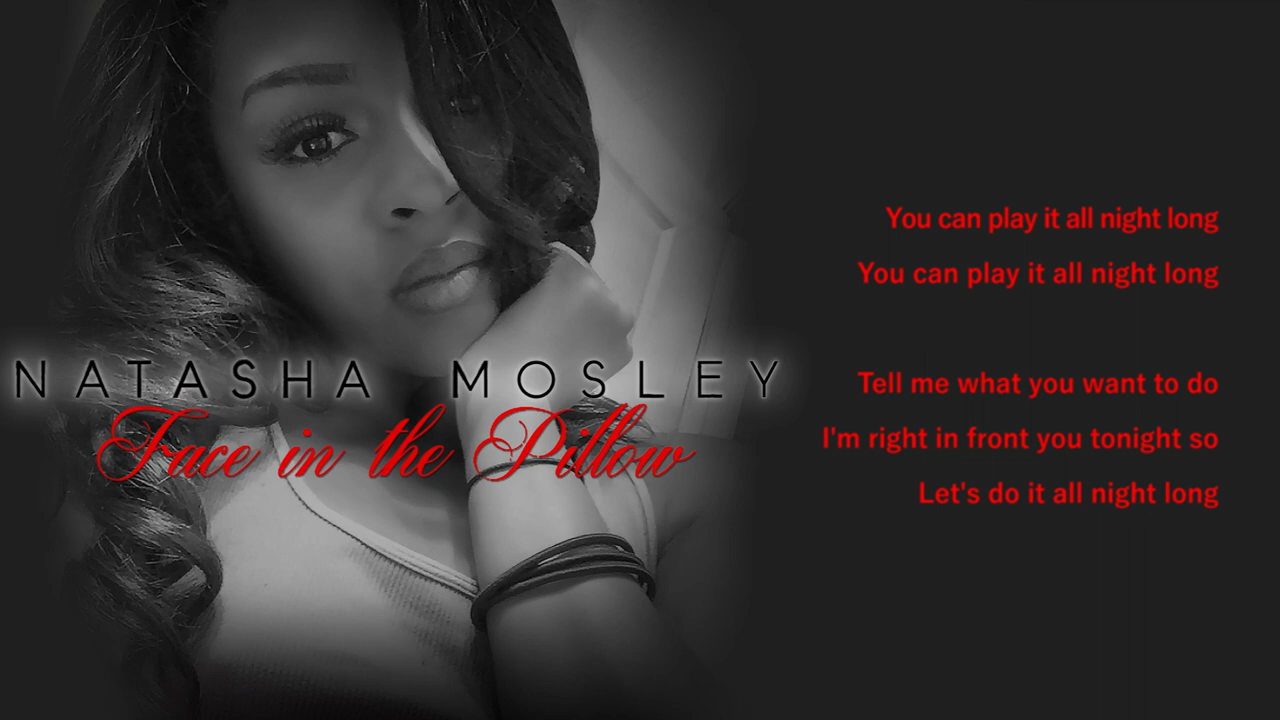 NATASHA MOSLEY
Face in the Pillow
You can play it all night long
You can play it all night long
Tell me what you want to do
I'm right in front you tonight so
Let's do it all night long